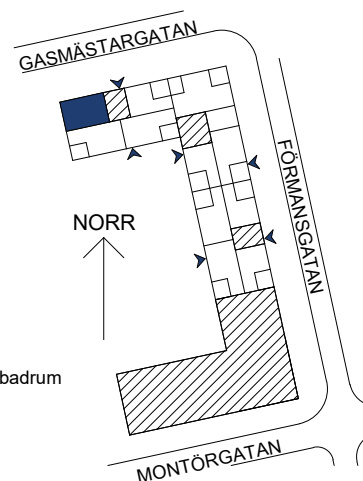 GASMÄSTARGATAN
FÖRMANSGATAN
NORR
badrum
MONTÖRGATAN